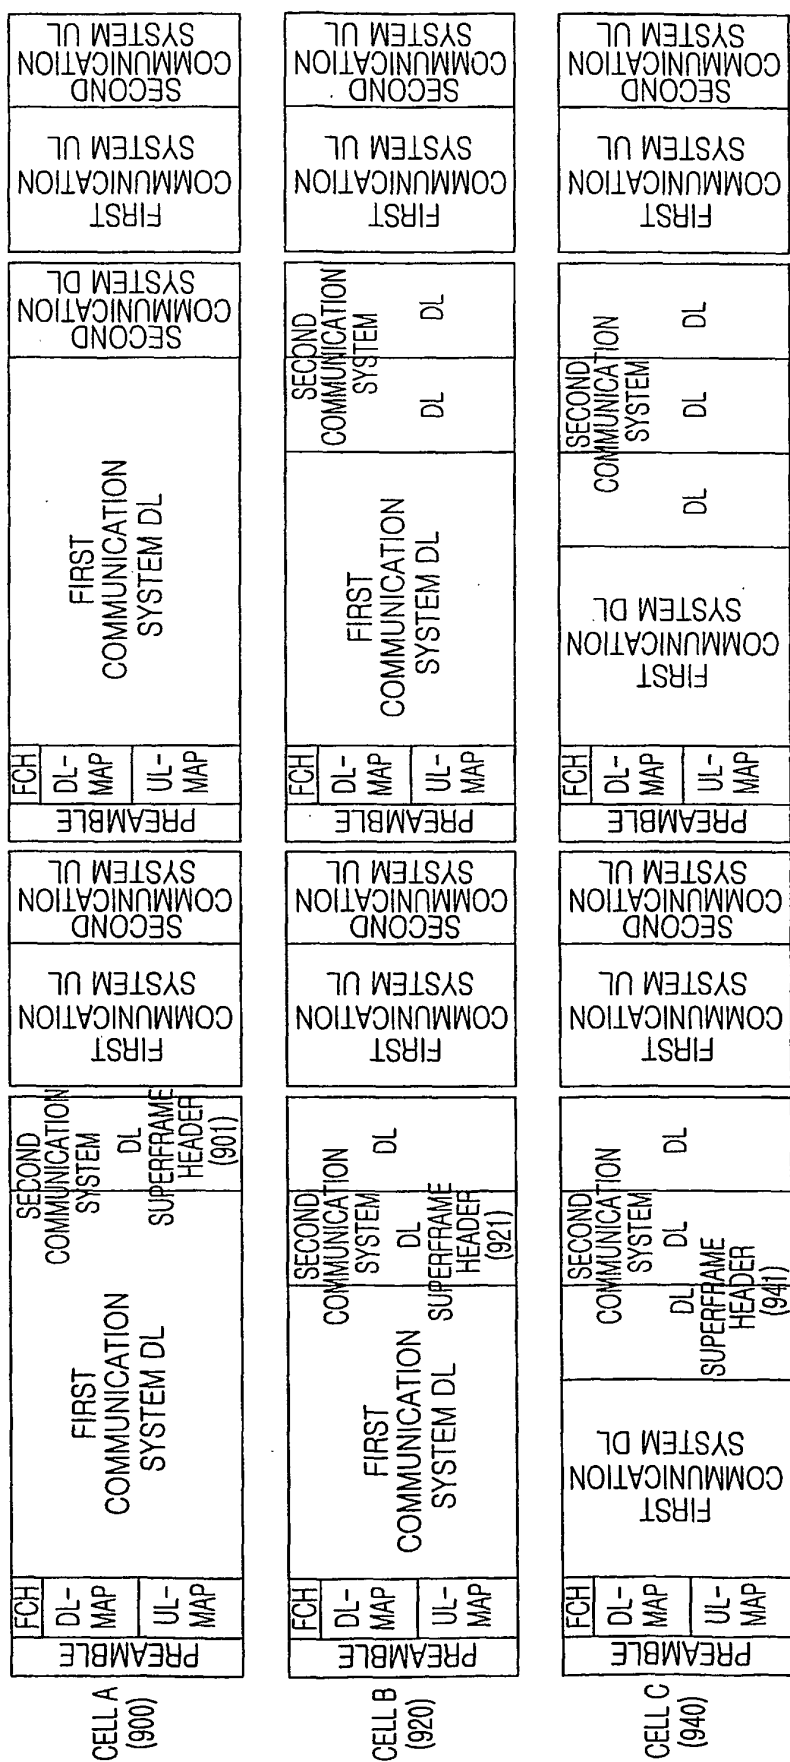 CELL A
(900)
PREAMBLE
FCH
DL-
MAP
UL-
MAP
FIRST
COMMUNICATION
SYSTEM DL
SECOND
COMMUNICATION
SYSTEM
DL
SUPERFRAME
HEADER
(901)
FIRST
COMMUNICATION
SYSTEM UL
SECOND
COMMUNICATION
SYSTEM UL
PREAMBLE
FCH
DL-
MAP
UL-
MAP
FIRST
COMMUNICATION
SYSTEM DL
SECOND
COMMUNICATION
SYSTEM DL
FIRST
COMMUNICATION
SYSTEM UL
SECOND
COMMUNICATION
SYSTEM UL
CELL B
(920)
PREAMBLE
FCH
DL-
MAP
UL-
MAP
FIRST
COMMUNICATION
SYSTEM DL
SECOND
COMMUNICATION
SYSTEM
DL
SUPERFRAME
HEADER
(921)
DL
FIRST
COMMUNICATION
SYSTEM UL
SECOND
COMMUNICATION
SYSTEM UL
PREAMBLE
FCH
DL-
MAP
UL-
MAP
FIRST
COMMUNICATION
SYSTEM DL
SECOND
COMMUNICATION
SYSTEM
DL
DL
FIRST
COMMUNICATION
SYSTEM UL
SECOND
COMMUNICATION
SYSTEM UL
CELL C
(940)
PREAMBLE
FCH
DL-
MAP
UL-
MAP
FIRST
COMMUNICATION
SYSTEM DL
SECOND
COMMUNICATION
SYSTEM
DL
SUPERFRAME
HEADER
(941)
DL
DL
FIRST
COMMUNICATION
SYSTEM UL
SECOND
COMMUNICATION
SYSTEM UL
PREAMBLE
FCH
DL-
MAP
UL-
MAP
FIRST
COMMUNICATION
SYSTEM DL
SECOND
COMMUNICATION
SYSTEM
DL
DL
DL
FIRST
COMMUNICATION
SYSTEM UL
SECOND
COMMUNICATION
SYSTEM UL